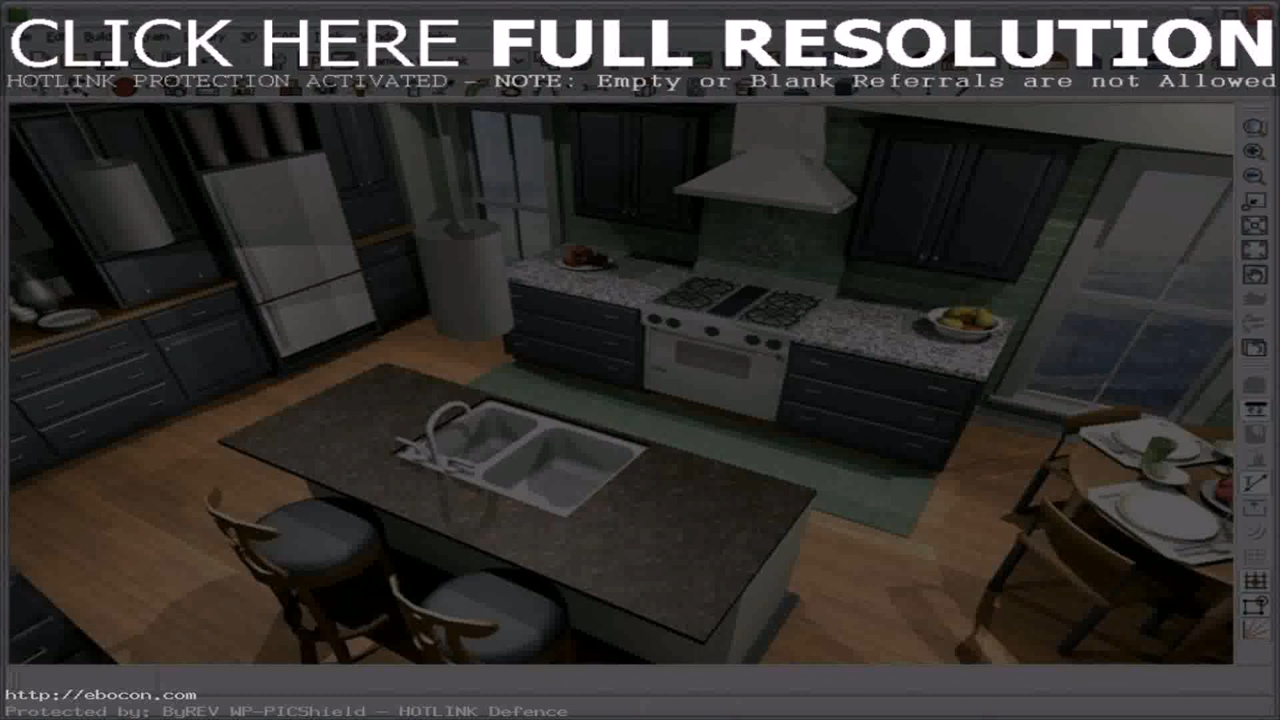 CLICK HERE FULL RESOLUTION
HOTLINK PROTECTION ACTIVATED – NOTE: Empty or Blank Referrals are not Allowed
http://ebocon.com
Protected by: ByREV WP-PICShield – HOTLINK Defence